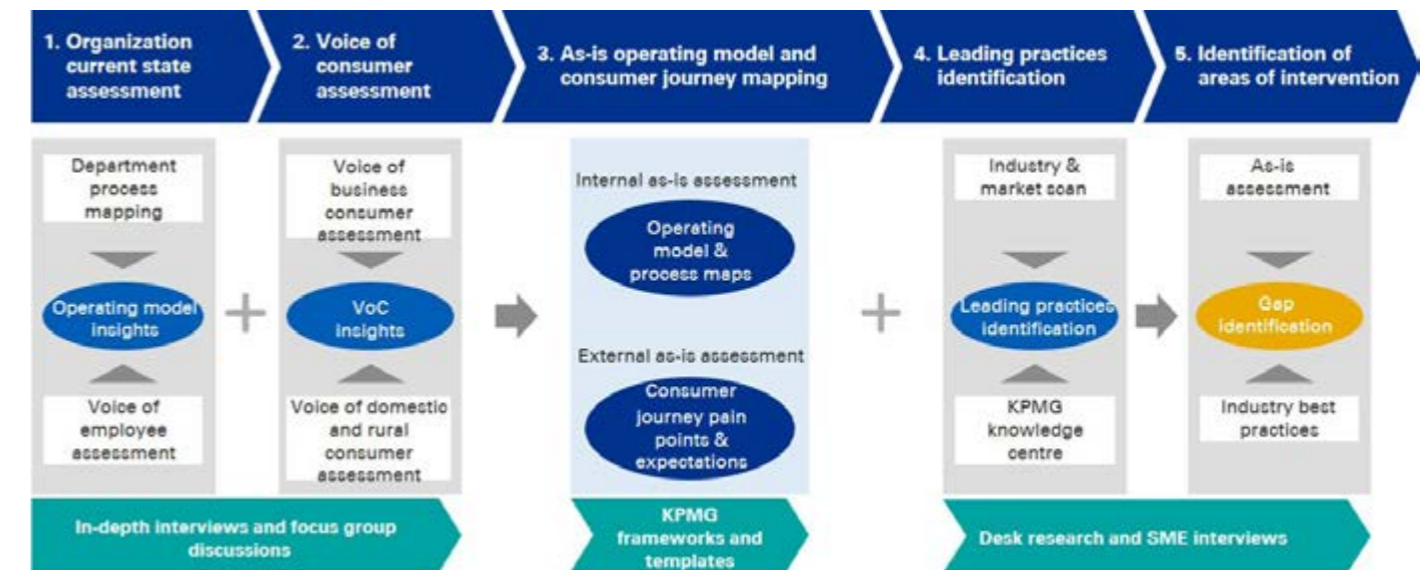 1. Organization
current state
assessment
2. Voice of
consumer
assessment
3. As-is operating model and
consumer journey mapping
4. Leading practices
identification
5. Identification of
areas of intervention
Department
process
mapping
Operating model
insights
Voice of
employee
assessment
Voice of
business
consumer
assessment
VoC
insights
Voice of domestic
and rural
consumer
assessment
Internal as-is assessment
Operating
model &
process maps
External as-is assessment
Consumer
journey pain
points &
expectations
Industry &
market scan
Leading practices
identification
KPMG
knowledge
centre
As-is
assessment
Gap
identification
Industry best
practices
In-depth interviews and focus group
discussions
KPMG
frameworks and
templates
Desk research and SME interviews